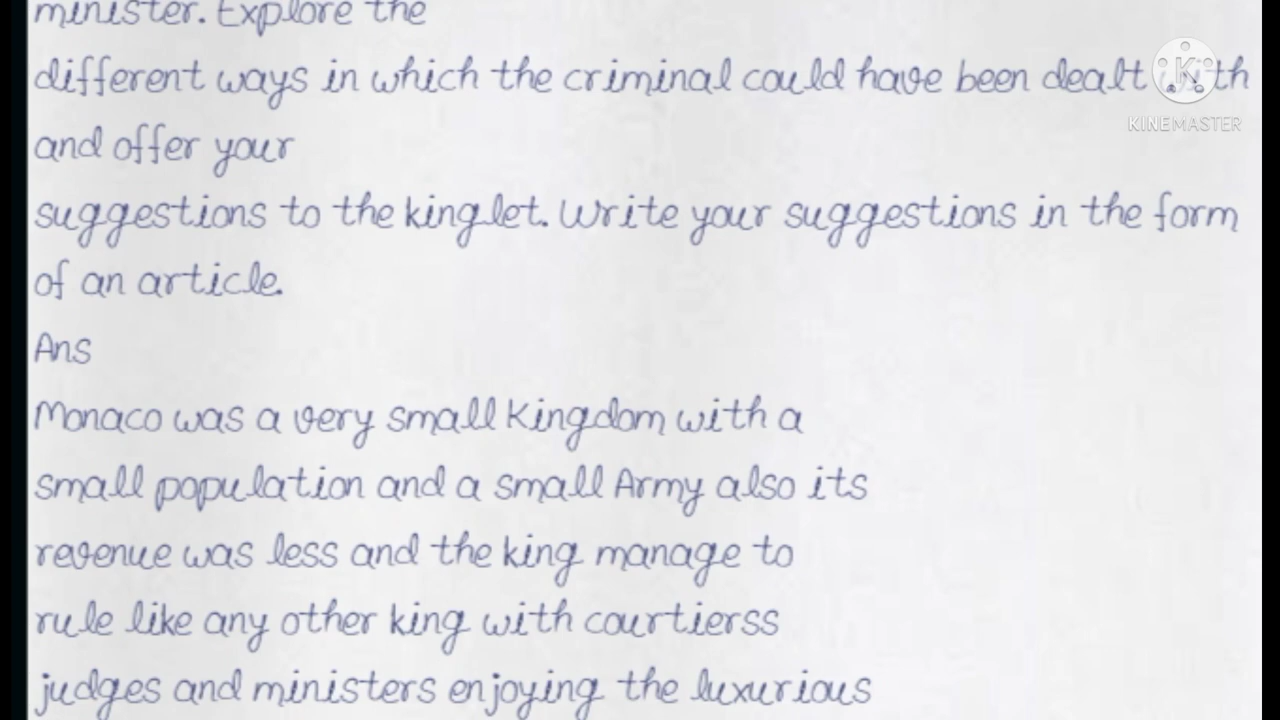 minister. Explore the
different ways in which the criminal could have been dealt with
and offer your
suggestions to the kinglet. Write your suggestions in the form
of an article.
Ans
Monaco was a very small Kingdom with a
small population and a small Army also its
revenue was less and the king manage to
rule like any other king with courtierss
judges and ministers enjoying the luxurious
KINEMASTER